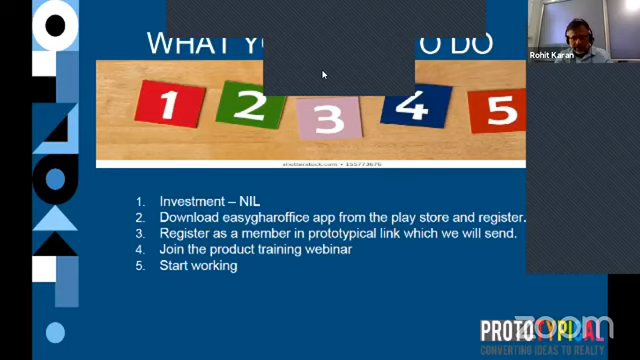 WHAT Y
O DO
Rohit Karan
1
2
3
4
5
shutterstock.com • 155773676
1. Investment – NIL
2. Download easygharoffice app from the play store and register.
3. Register as a member in prototypical link which we will send.
4. Join the product training webinar
5. Start working
zoom
PROTOTYPICAL
CONVERTING IDEAS TO REALTY